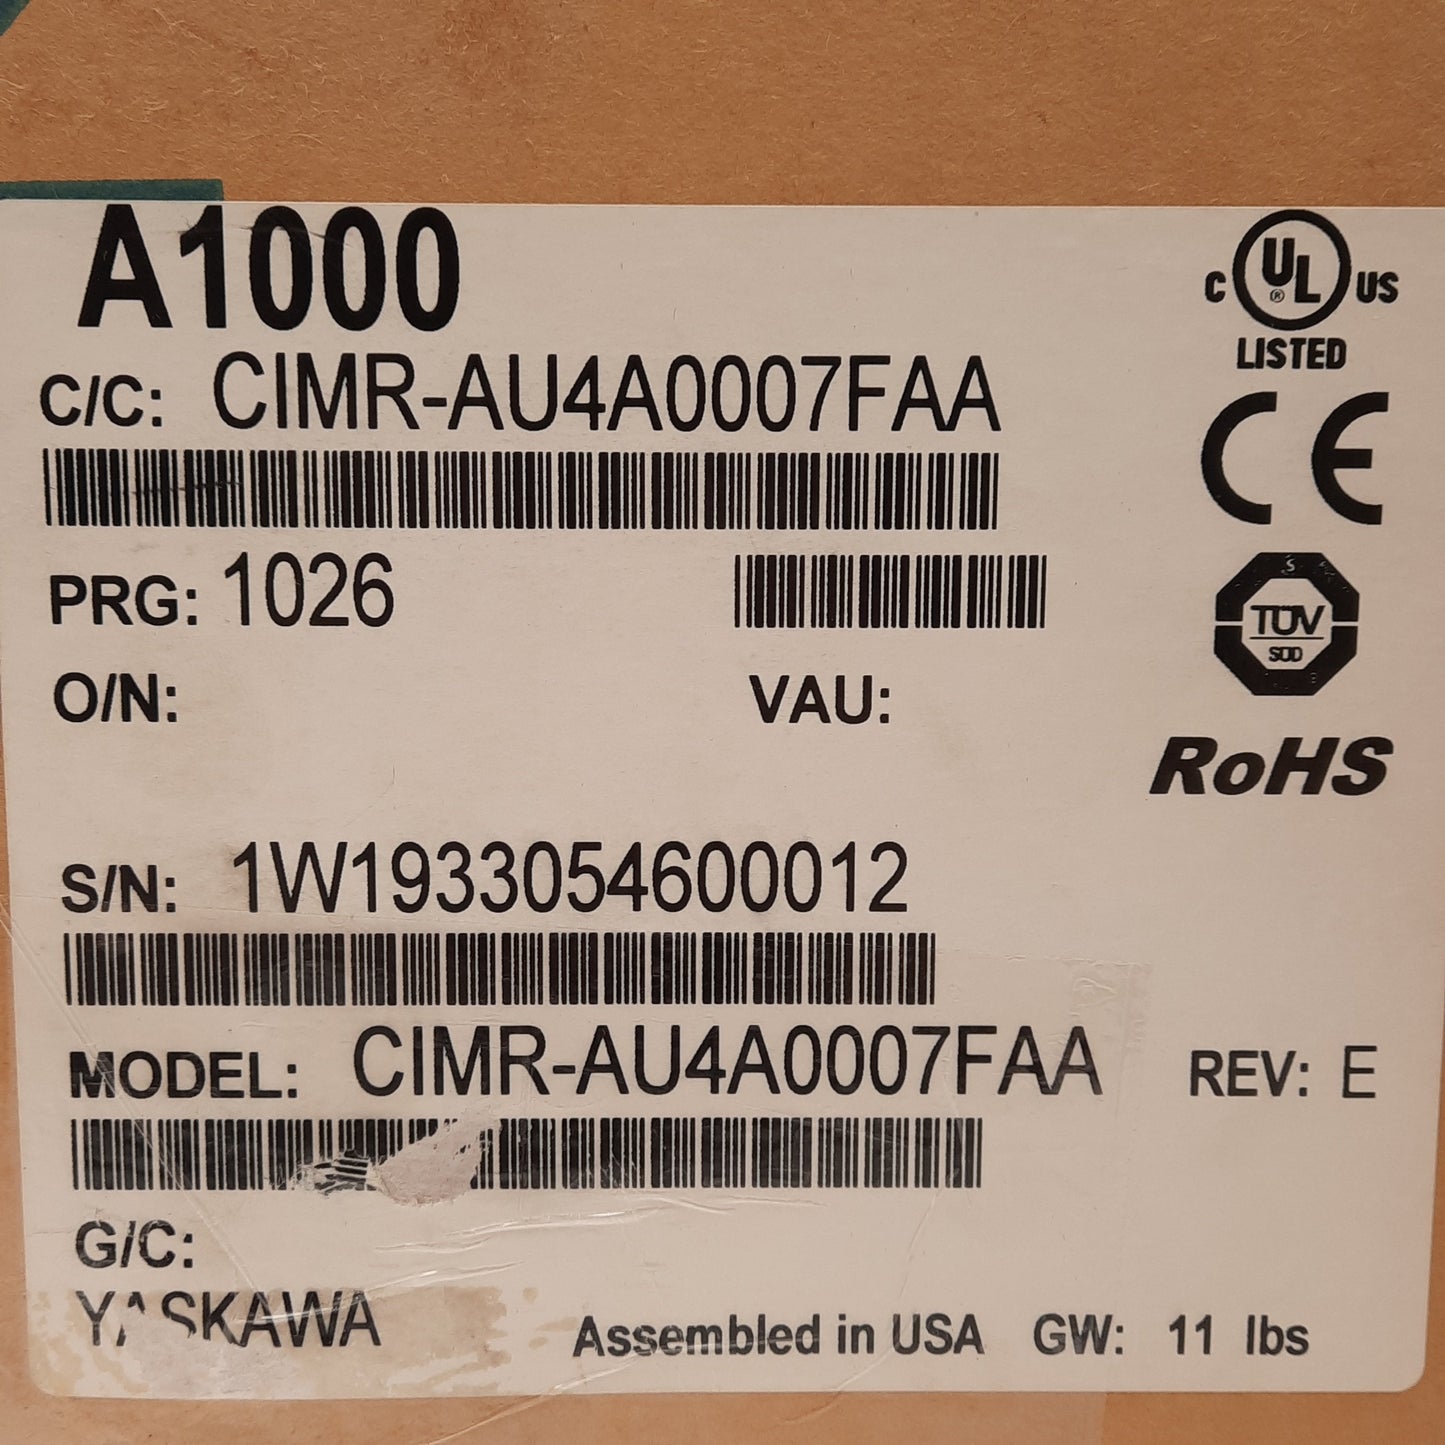 A1000
C UL ® US
LISTED
C/C: CIMR-AU4A0007FAA
CE
PRG: 1026
TÜV
SÜD
O/N: VAU:
RoHS
S/N: 1W1933054600012
MODEL: CIMR-AU4A0007FAA REV: E
G/C:
YASKAWA Assembled in USA GW: 11 lbs